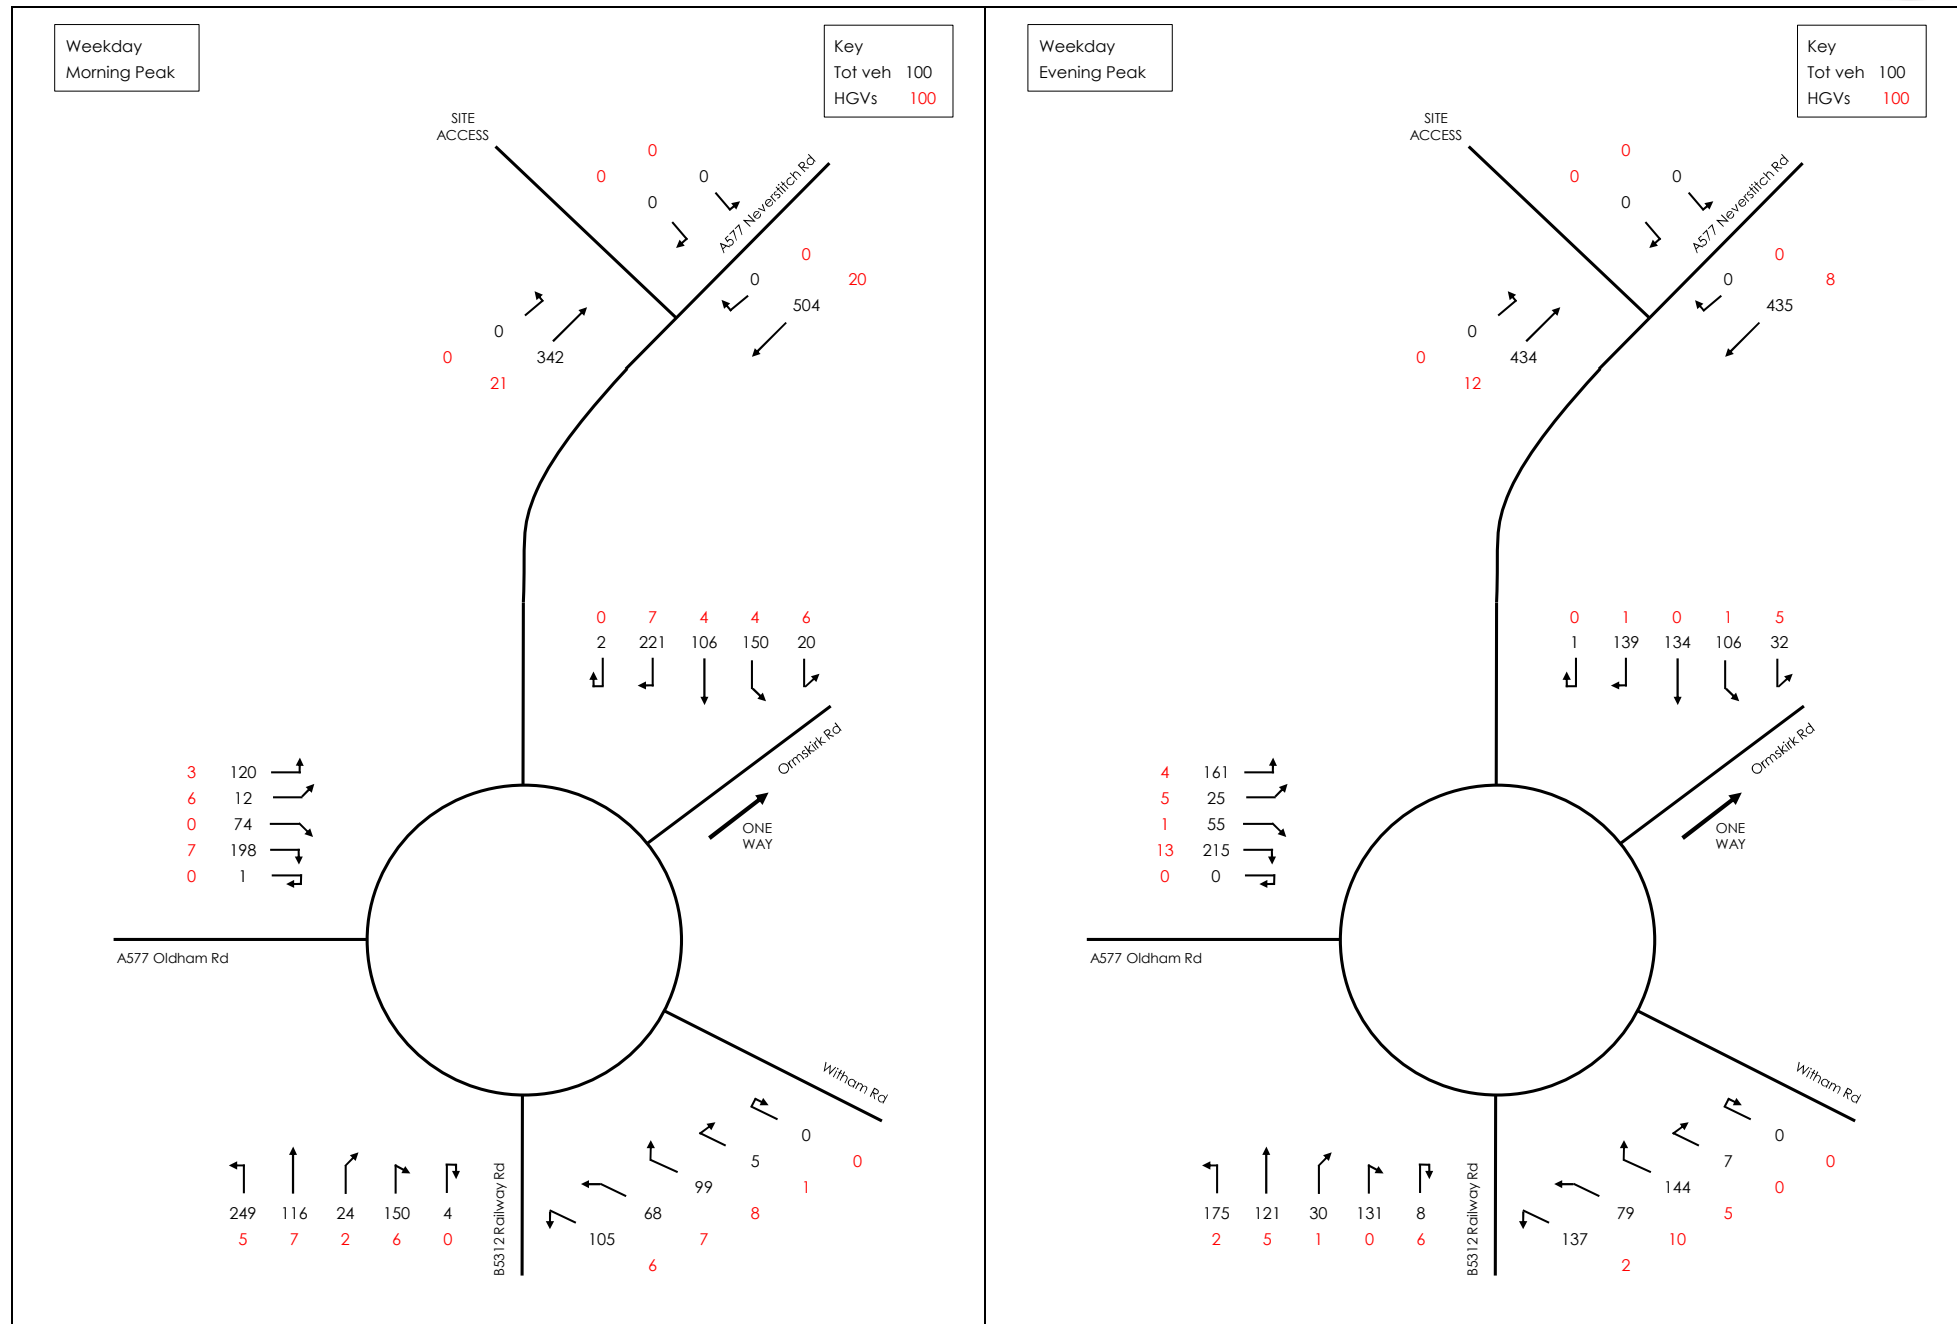 Weekday
Morning Peak
Key
Tot veh 100
HGVs 100
SITE
ACCESS
0
0 0
0
A577 Neverstitch Rd
0
0 20
504
0
0 342
21
0 7 4 4 6
2 221 106 150 20
Ormskirk Rd
ONE
WAY
3 120
6 12
0 74
7 198
0 1
A577 Oldham Rd
Witham Rd
0
5 0
99 1
249 116 24 150 4 68 8
5 7 2 6 0 105 7
6
B5312 Railway Rd
Weekday
Evening Peak
Key
Tot veh 100
HGVs 100
SITE
ACCESS
0
0 0
0
A577 Neverstitch Rd
0
0 8
435
0
0 434
12
0 1 0 1 5
1 139 134 106 32
Ormskirk Rd
ONE
WAY
4 161
5 25
1 55
13 215
0 0
A577 Oldham Rd
Witham Rd
0
7 0
144 0
175 121 30 131 8 79 5
2 5 1 0 6 137 10
2
B5312 Railway Rd